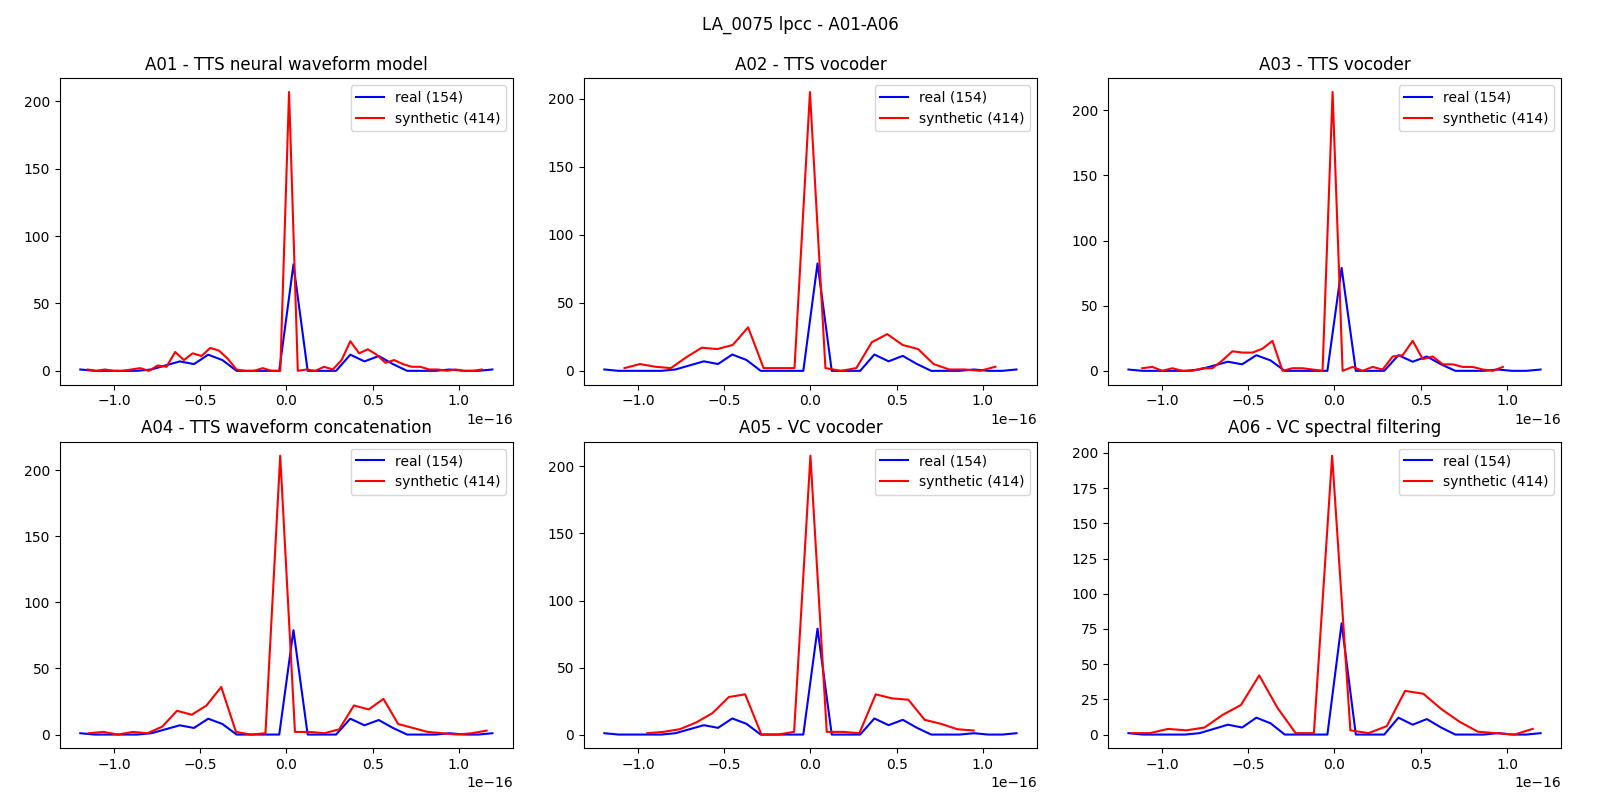 LA_0075 lpcc - A01-A06
A01 - TTS neural waveform model
real (154)
synthetic (414)
200
150
100
50
0
−1.0 −0.5 0.0 0.5 1.0
1e−16
A02 - TTS vocoder
real (154)
synthetic (414)
200
150
100
50
0
−1.0 −0.5 0.0 0.5 1.0
1e−16
A03 - TTS vocoder
real (154)
synthetic (414)
200
150
100
50
0
−1.0 −0.5 0.0 0.5 1.0
1e−16
A04 - TTS waveform concatenation
real (154)
synthetic (414)
200
150
100
50
0
−1.0 −0.5 0.0 0.5 1.0
1e−16
A05 - VC vocoder
real (154)
synthetic (414)
200
150
100
50
0
−1.0 −0.5 0.0 0.5 1.0
1e−16
A06 - VC spectral filtering
real (154)
synthetic (414)
200
175
150
125
100
75
50
25
0
−1.0 −0.5 0.0 0.5 1.0
1e−16